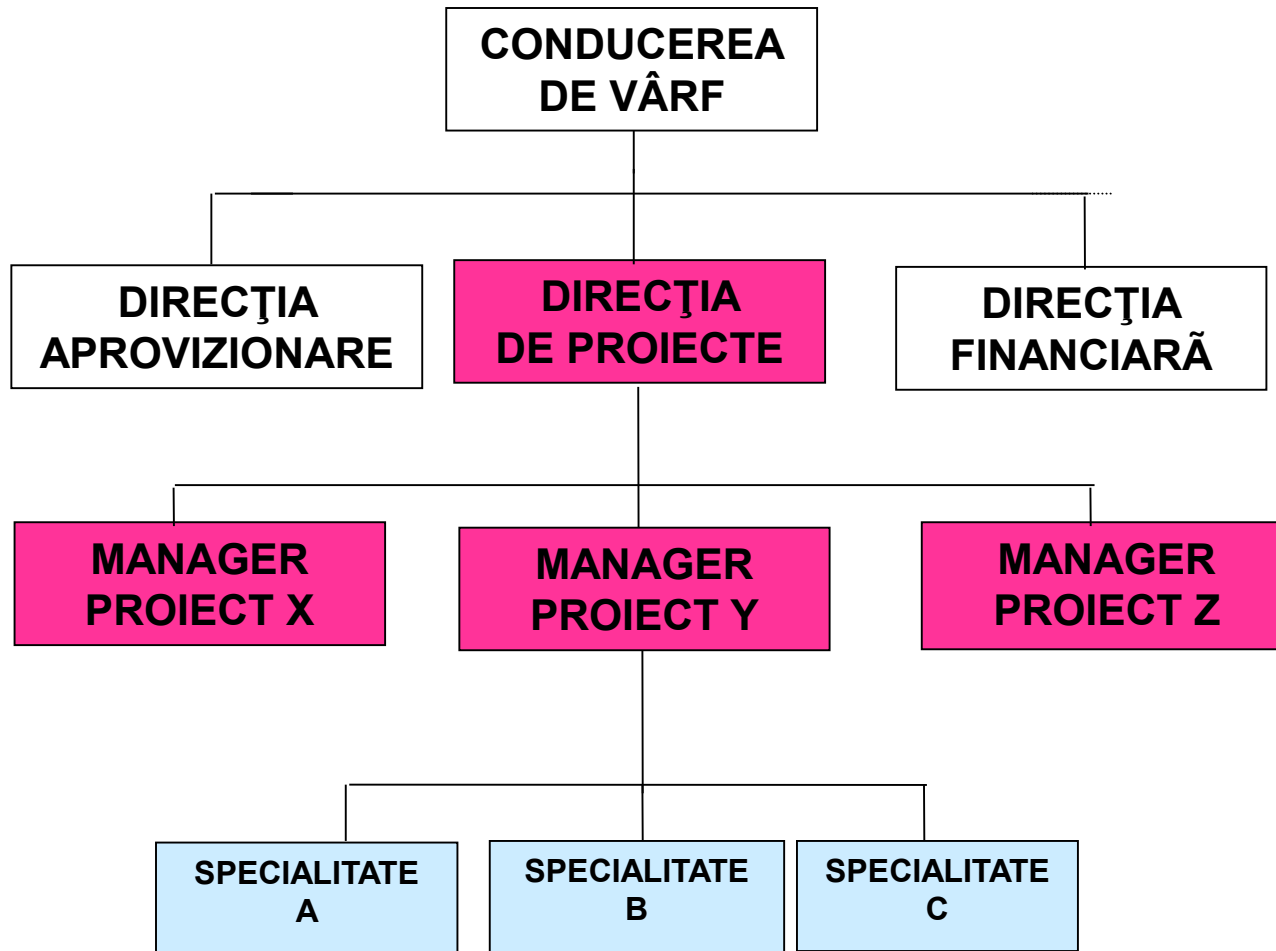 CONDUCEREA
DE VÂRF
DIRECŢIA
APROVIZIONARE
DIRECŢIA
DE PROIECTE
DIRECŢIA
FINANCIARÃ
MANAGER
PROIECT X
MANAGER
PROIECT Y
MANAGER
PROIECT Z
SPECIALITATE
A
SPECIALITATE
B
SPECIALITATE
C